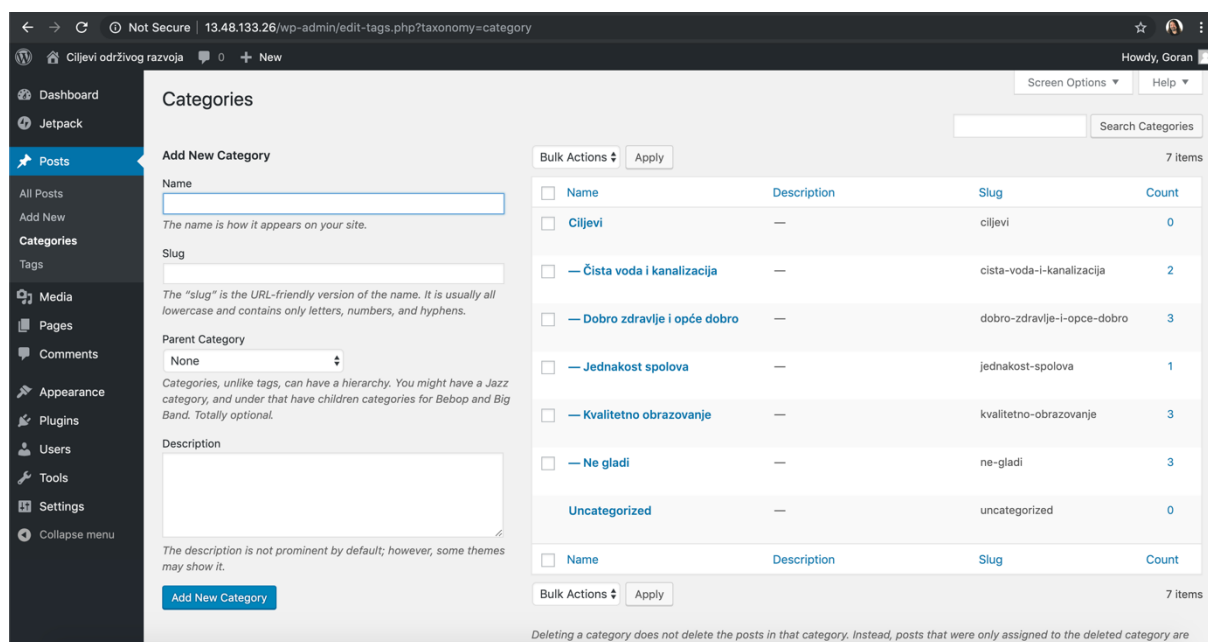 Not Secure | 13.48.133.26/wp-admin/edit-tags.php?taxonomy=category
Ciljevi održivog razvoja 0 + New Howdy, Goran
Dashboard
Jetpack
Posts
All Posts
Add New
Categories
Tags
Media
Pages
Comments
Appearance
Plugins
Users
Tools
Settings
Collapse menu
Screen Options Help
Categories
Search Categories
Add New Category
Name
The name is how it appears on your site.
Slug
The “slug” is the URL-friendly version of the name. It is usually all
lowercase and contains only letters, numbers, and hyphens.
Parent Category
None
Categories, unlike tags, can have a hierarchy. You might have a Jazz
category, and under that have children categories for Bebop and Big
Band. Totally optional.
Description
The description is not prominent by default; however, some themes
may show it.
Add New Category
Bulk Actions Apply 7 items
Name Description Slug Count
Ciljevi — ciljevi 0
— Čista voda i kanalizacija — cista-voda-i-kanalizacija 2
— Dobro zdravlje i opće dobro — dobro-zdravlje-i-opce-dobro 3
— Jednakost spolova — jednakost-spolova 1
— Kvalitetno obrazovanje — kvalitetno-obrazovanje 3
— Ne gladi — ne-gladi 3
Uncategorized — uncategorized 0
Name Description Slug Count
Bulk Actions Apply 7 items
Deleting a category does not delete the posts in that category. Instead, posts that were only assigned to the deleted category are